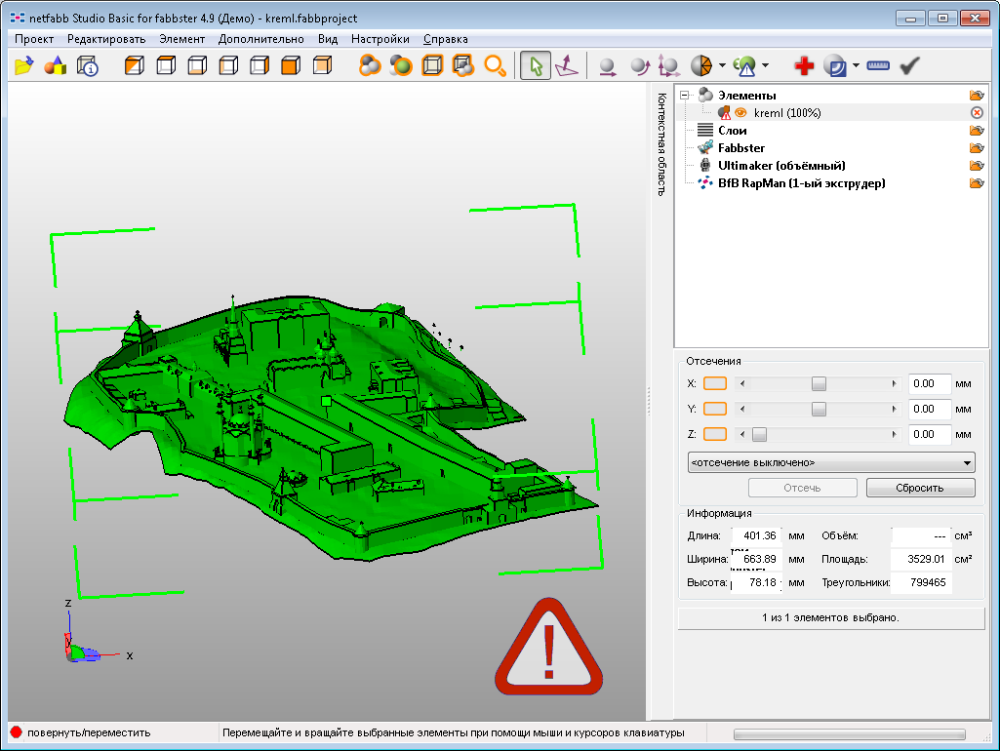 netfabb Studio Basic for fabbster 4.9 (Демо) - kreml.fabbproject
Проект Редактировать Элемент Дополнительно Вид Настройки Справка
Контекстная область
Элементы
kreml (100%)
Слои
Fabbster
Ultimaker (объёмный)
BfB RapMan (1-ый экструдер)
Отсечения
X: 0.00 мм
Y: 0.00 мм
Z: 0.00 мм
<отсечение выключено>
Отсечь Сбросить
Информация
Длина: 401.36 мм Объём: --- см³
Ширина: 663.89 мм Площадь: 3529.01 см²
Высота: 78.18 мм Треугольники: 799465
1 из 1 элементов выбрано.
Z
X
повернуть/переместить
Перемещайте и вращайте выбранные элементы при помощи мыши и курсоров клавиатуры